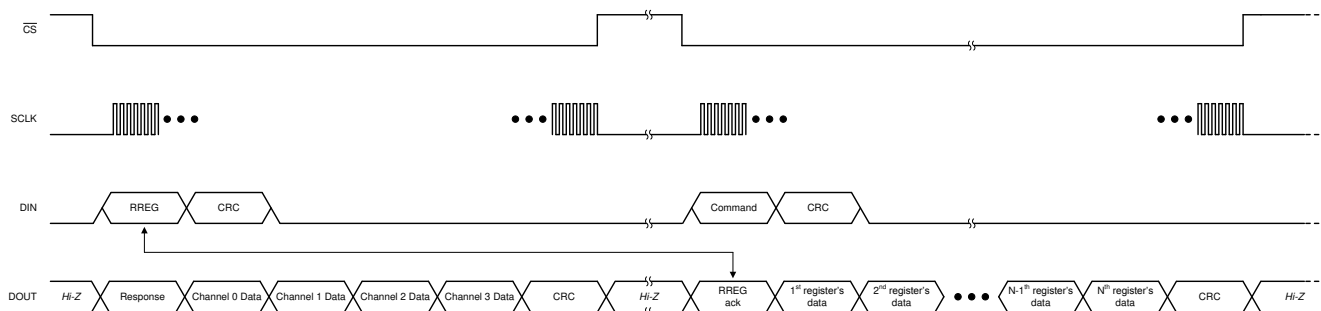 CS
SCLK
DIN
RREG
CRC
Command
CRC
DOUT
Hi-Z
Response
Channel 0 Data
Channel 1 Data
Channel 2 Data
Channel 3 Data
CRC
Hi-Z
RREG
ack
1st register's
data
2nd register's
data
N-1th register's
data
Nth register's
data
CRC
Hi-Z